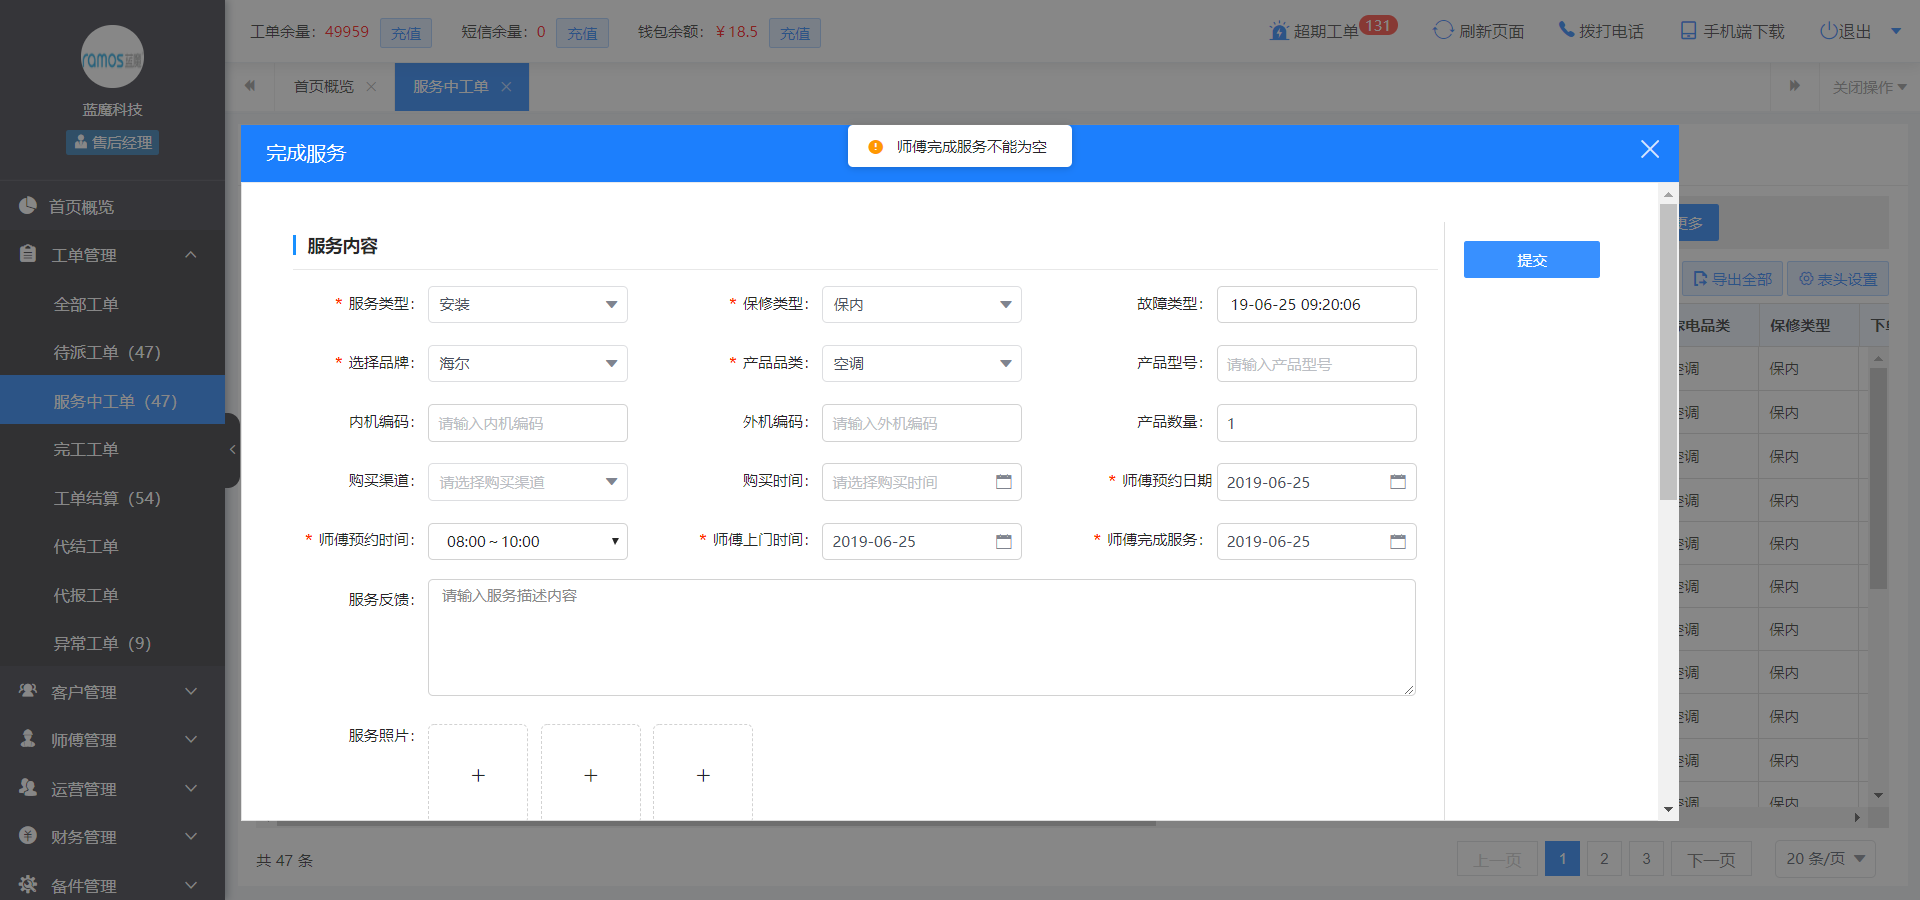 工单余量：49959 充值 短信余量：0 充值 钱包余额：￥18.5 充值 超期工单 131 刷新页面 拨打电话 手机端下载 退出
ramos蓝魔
蓝魔科技
售后经理
首页概览
工单管理
全部工单
待派工单（47）
服务中工单（47）
完工工单
工单结算（54）
代结工单
代报工单
异常工单（9）
客户管理
师傅管理
运营管理
财务管理
备件管理
首页概览 服务中工单 关闭操作
完成服务
师傅完成服务不能为空
服务内容
提交
* 服务类型： 安装 * 保修类型： 保内 故障类型： 19-06-25 09:20:06
* 选择品牌： 海尔 * 产品品类： 空调 产品型号： 请输入产品型号
内机编码： 请输入内机编码 外机编码： 请输入外机编码 产品数量： 1
购买渠道： 请选择购买渠道 购买时间： 请选择购买时间 * 师傅预约日期 2019-06-25
* 师傅预约时间： 08:00 ~ 10:00 * 师傅上门时间： 2019-06-25 * 师傅完成服务： 2019-06-25
服务反馈： 请输入服务描述内容
服务照片：
+ + +
更多
导出全部 表头设置
电品类 保修类型 下
调 保内
调 保内
调 保内
调 保内
调 保内
调 保内
调 保内
调 保内
调 保内
调 保内
调 保内
共 47 条
上一页 1 2 3 下一页 20 条/页